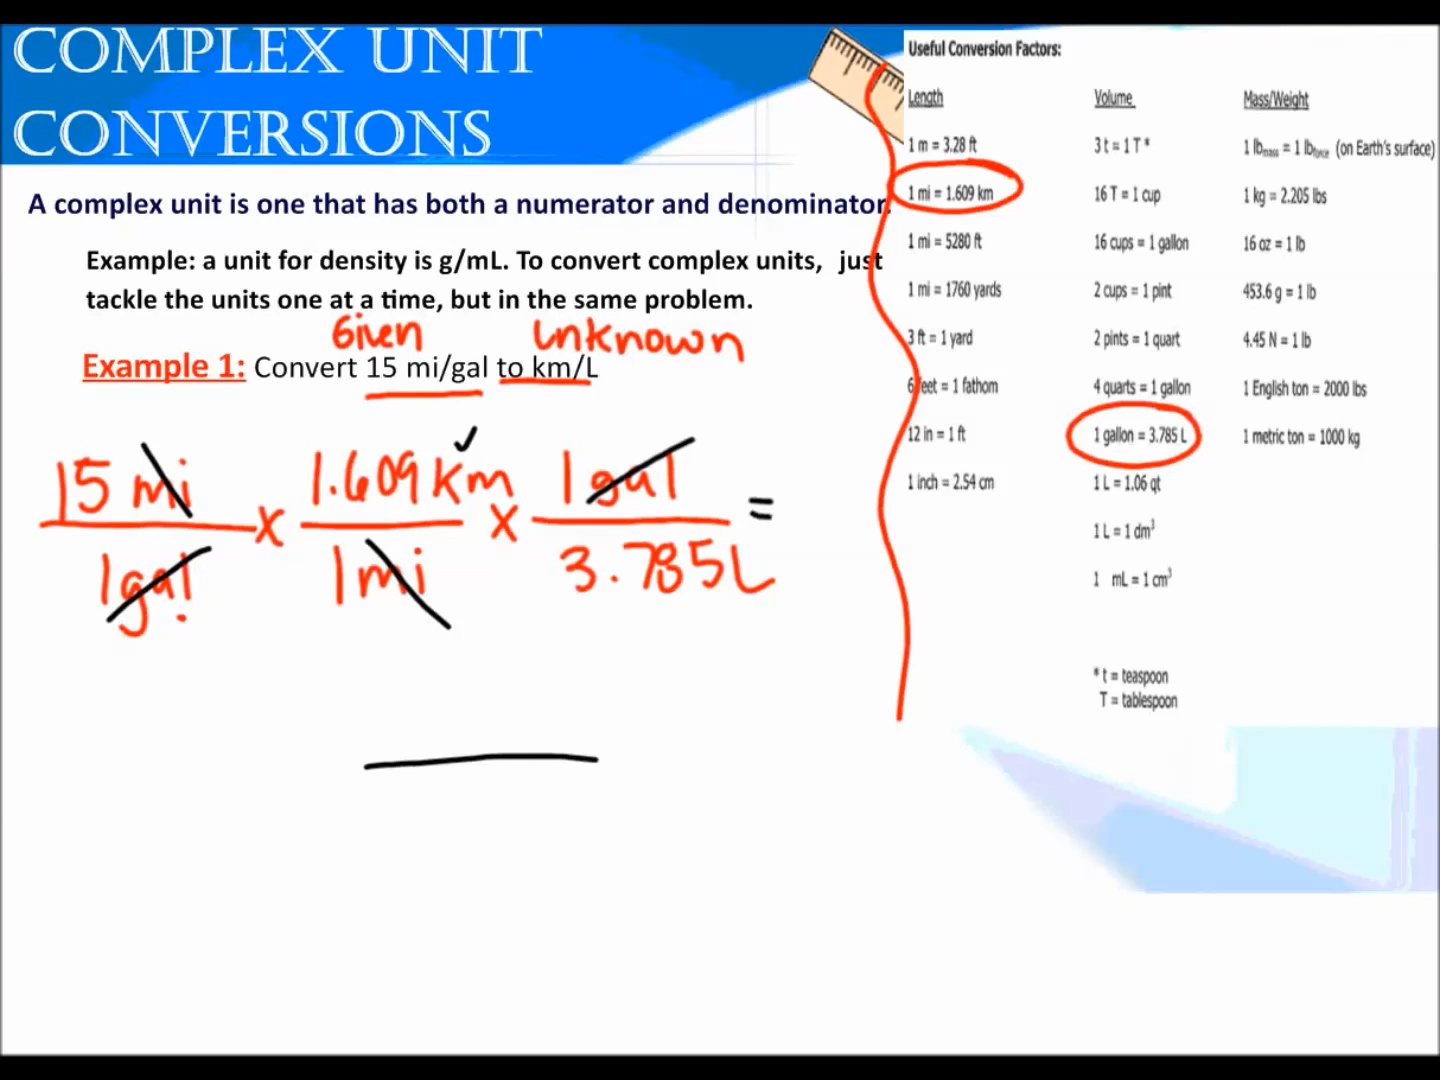 COMPLEX UNIT
CONVERSIONS
A complex unit is one that has both a numerator and denominator.
Example: a unit for density is g/mL. To convert complex units, just
tackle the units one at a time, but in the same problem.
Given unknown
Example 1: Convert 15 mi/gal to km/L
15 mi x 1.609 km x 1 gal =
1 gal 1 mi 3.785 L
Useful Conversion Factors:
Length Volume Mass/Weight
1 m = 3.28 ft 3 t = 1 T * 1 lbmass = 1 lbforce (on Earth's surface)
1 mi = 1.609 km 16 T = 1 cup 1 kg = 2.205 lbs
1 mi = 5280 ft 16 cups = 1 gallon 16 oz = 1 lb
1 mi = 1760 yards 2 cups = 1 pint 453.6 g = 1 lb
3 ft = 1 yard 2 pints = 1 quart 4.45 N = 1 lb
6 feet = 1 fathom 4 quarts = 1 gallon 1 English ton = 2000 lbs
12 in = 1 ft 1 gallon = 3.785 L 1 metric ton = 1000 kg
1 inch = 2.54 cm 1 L = 1.06 qt
1 L = 1 dm³
1 mL = 1 cm³
* t = teaspoon
T = tablespoon